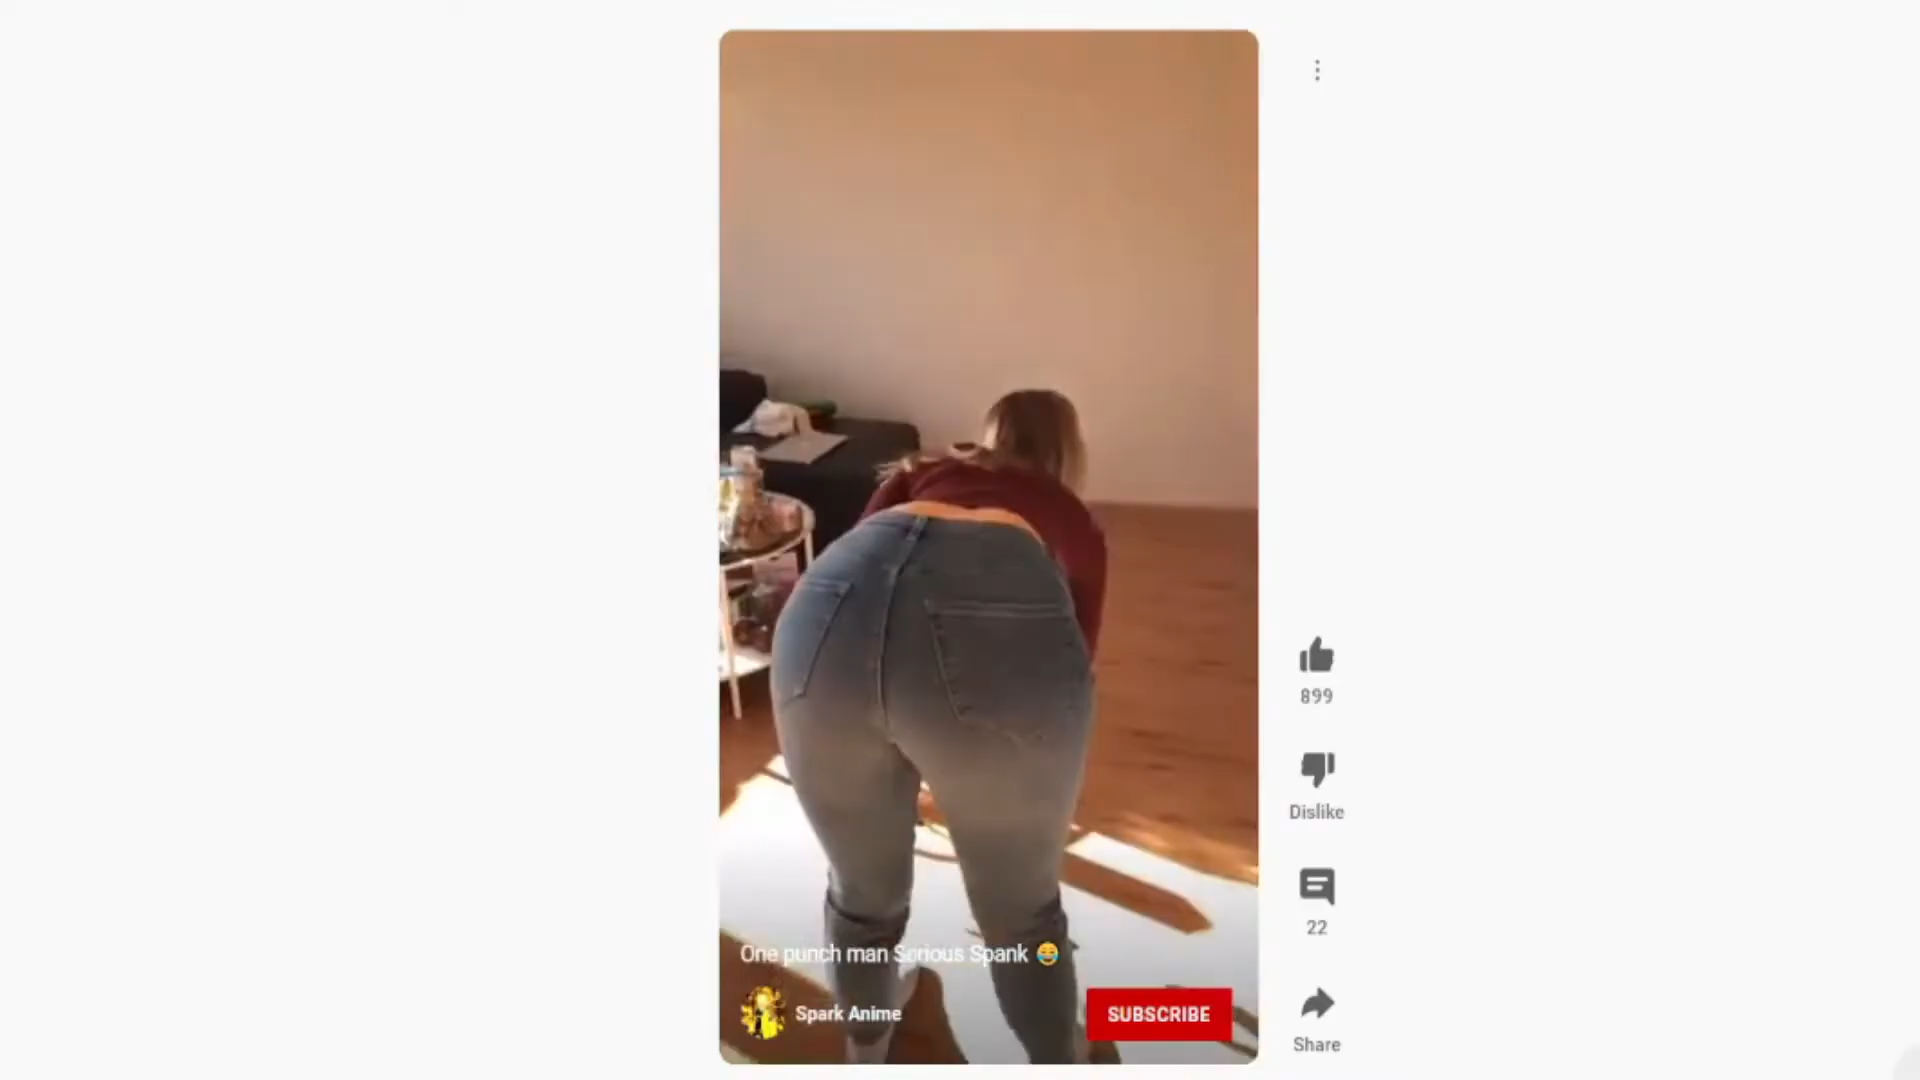 899
Dislike
22
One punch man Serious Spank 😂
Spark Anime
SUBSCRIBE
Share